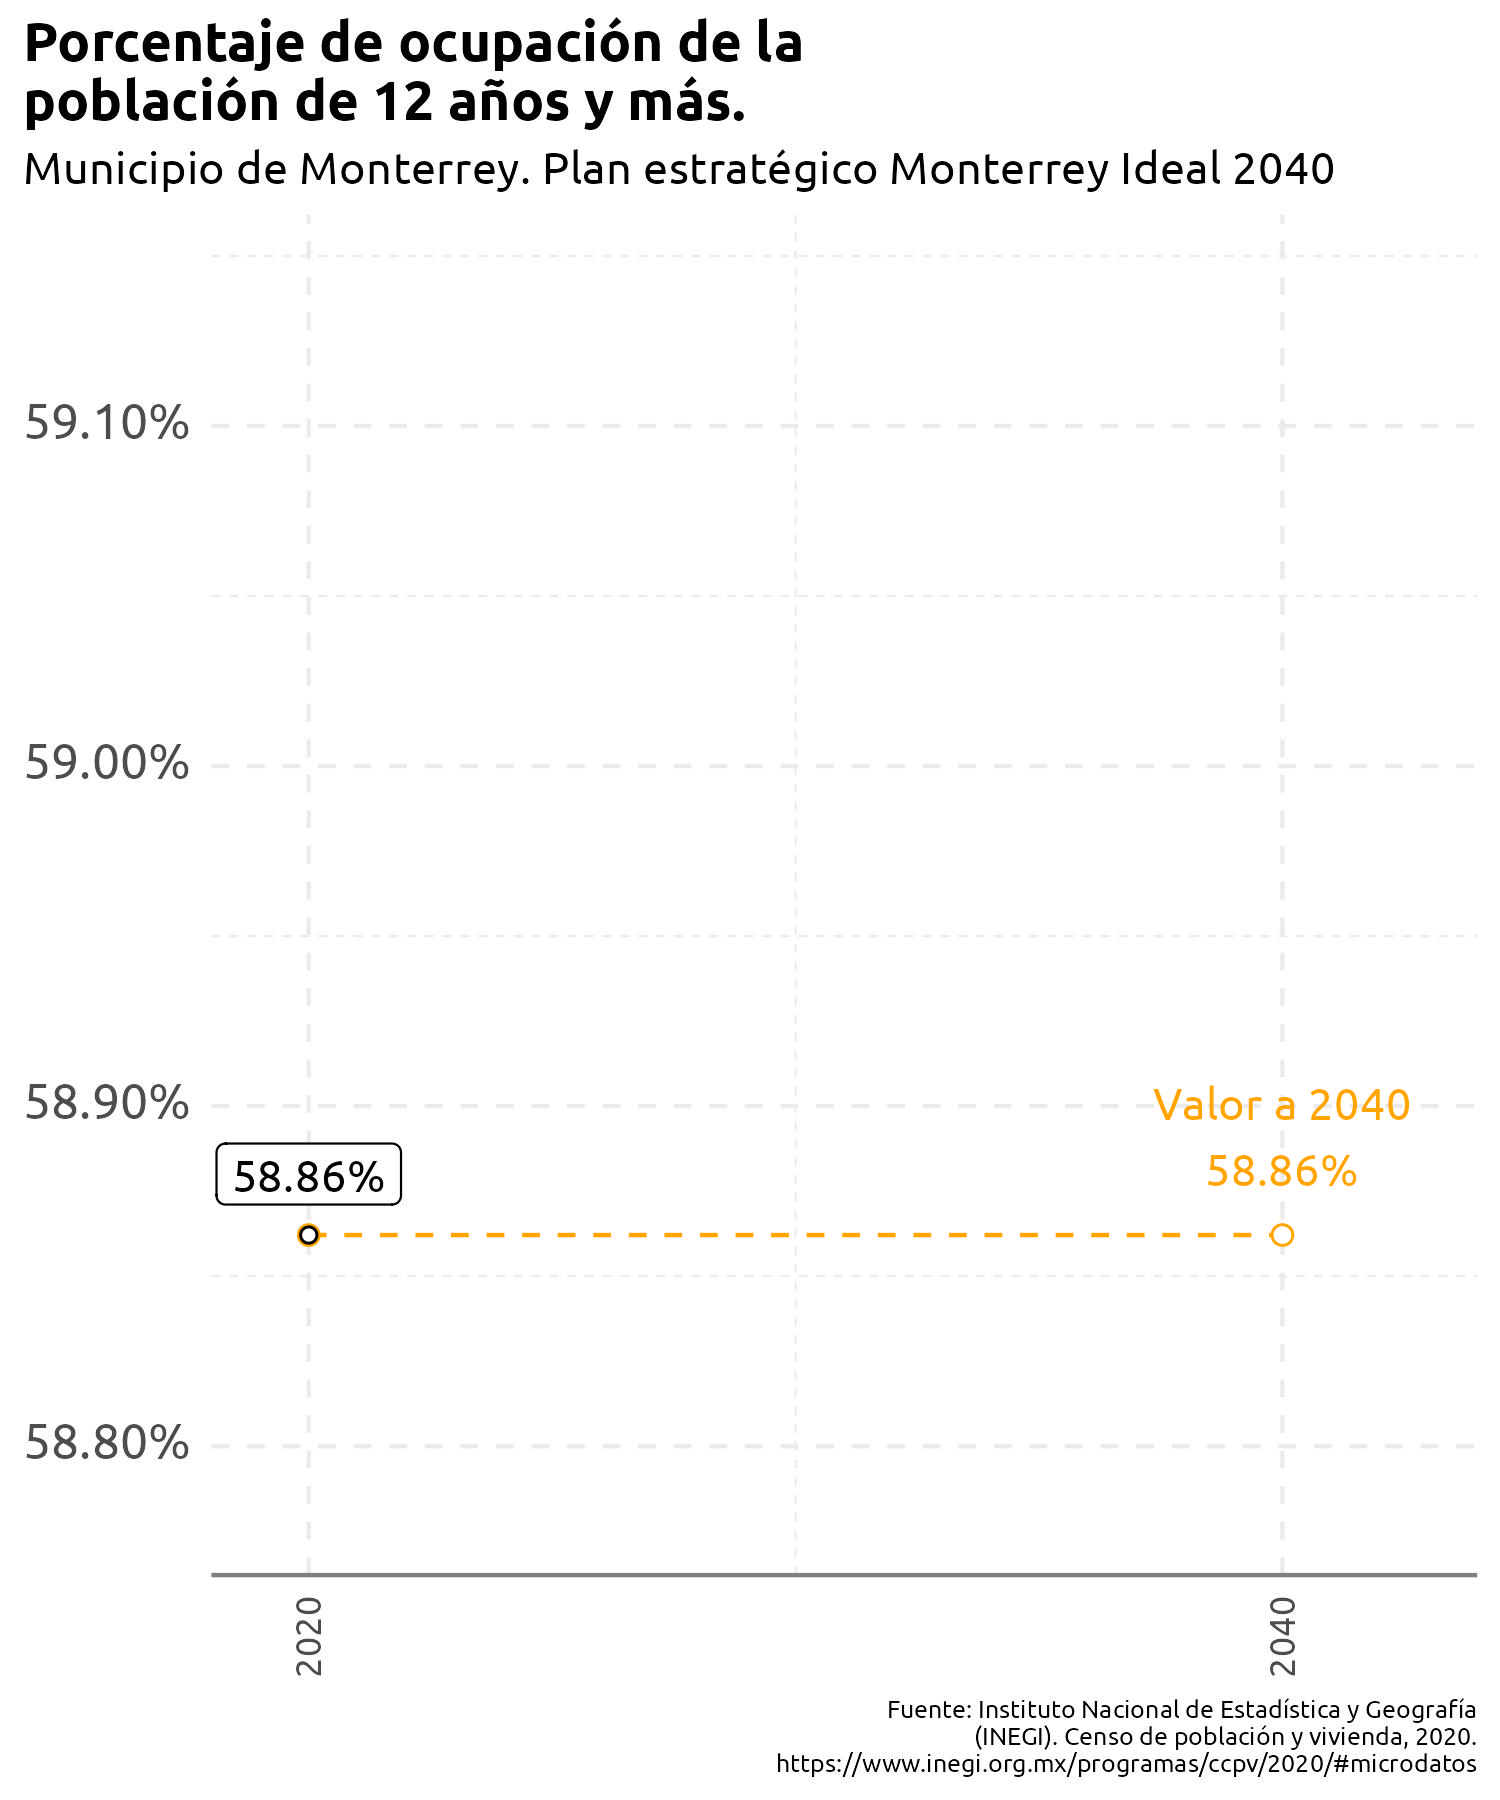 Porcentaje de ocupación de la
población de 12 años y más.
Municipio de Monterrey. Plan estratégico Monterrey Ideal 2040
59.10%
59.00%
58.90%
58.80%
58.86%
Valor a 2040
58.86%
2020
2040
Fuente: Instituto Nacional de Estadística y Geografía
(INEGI). Censo de población y vivienda, 2020.
https://www.inegi.org.mx/programas/ccpv/2020/#microdatos